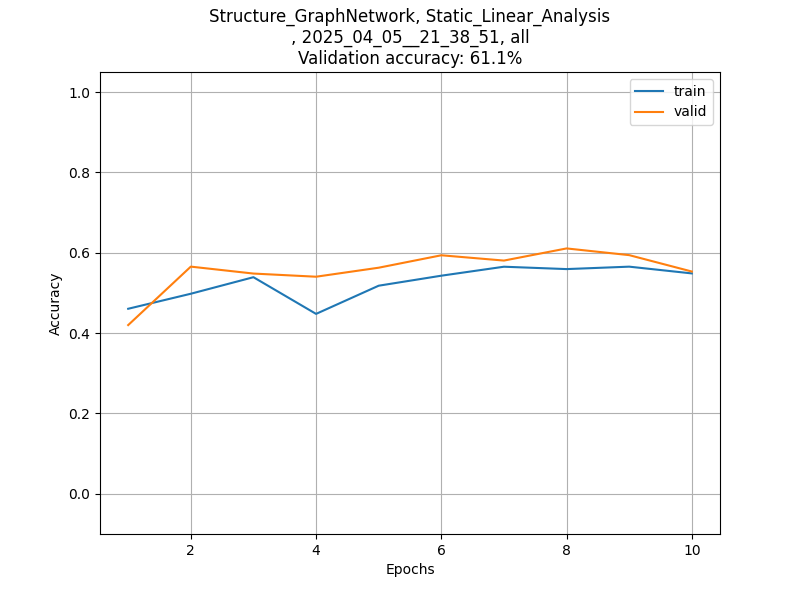 Structure_GraphNetwork, Static_Linear_Analysis
, 2025_04_05__21_38_51, all
Validation accuracy: 61.1%
train
valid
1.0
0.8
0.6
0.4
0.2
0.0
Accuracy
2 4 6 8 10
Epochs